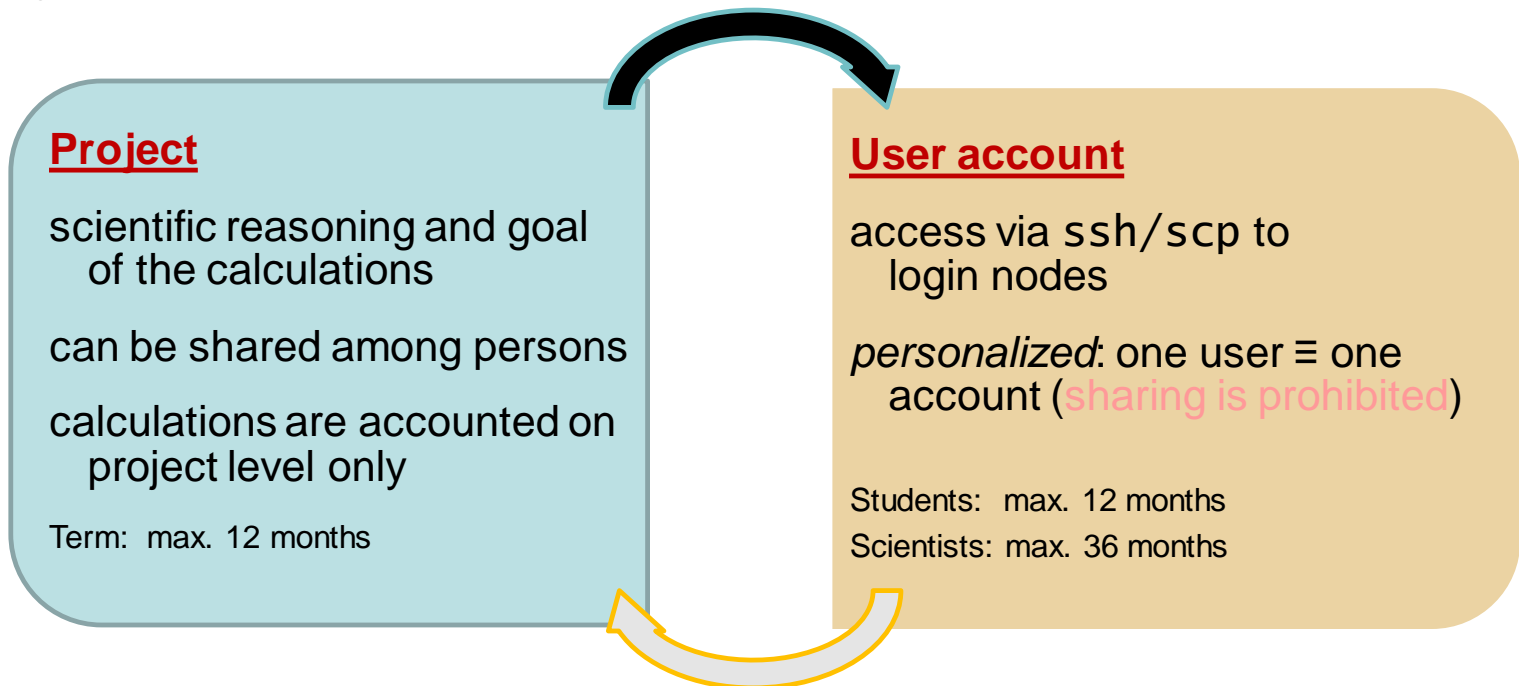 Project
scientific reasoning and goal
of the calculations
can be shared among persons
calculations are accounted on
project level only
Term: max. 12 months
User account
access via ssh/scp to
login nodes
personalized: one user ≡ one
account (sharing is prohibited)
Students: max. 12 months
Scientists: max. 36 months